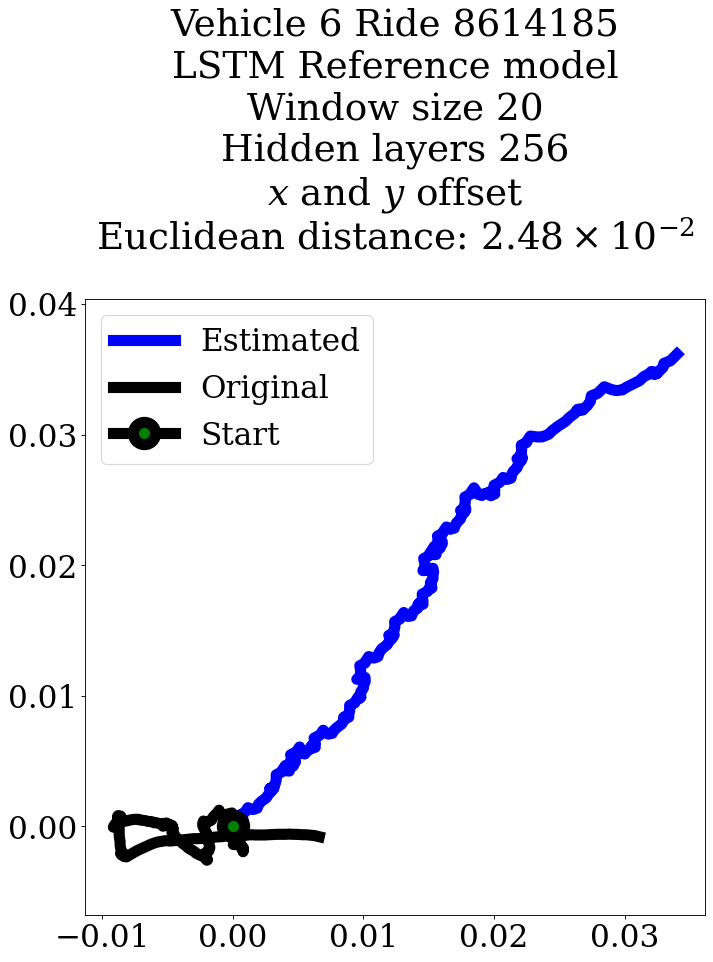 Vehicle 6 Ride 8614185
LSTM Reference model
Window size 20
Hidden layers 256
x and y offset
Euclidean distance: 2.48 × 10⁻²
Estimated
Original
Start
0.04
0.03
0.02
0.01
0.00
−0.01 0.00 0.01 0.02 0.03